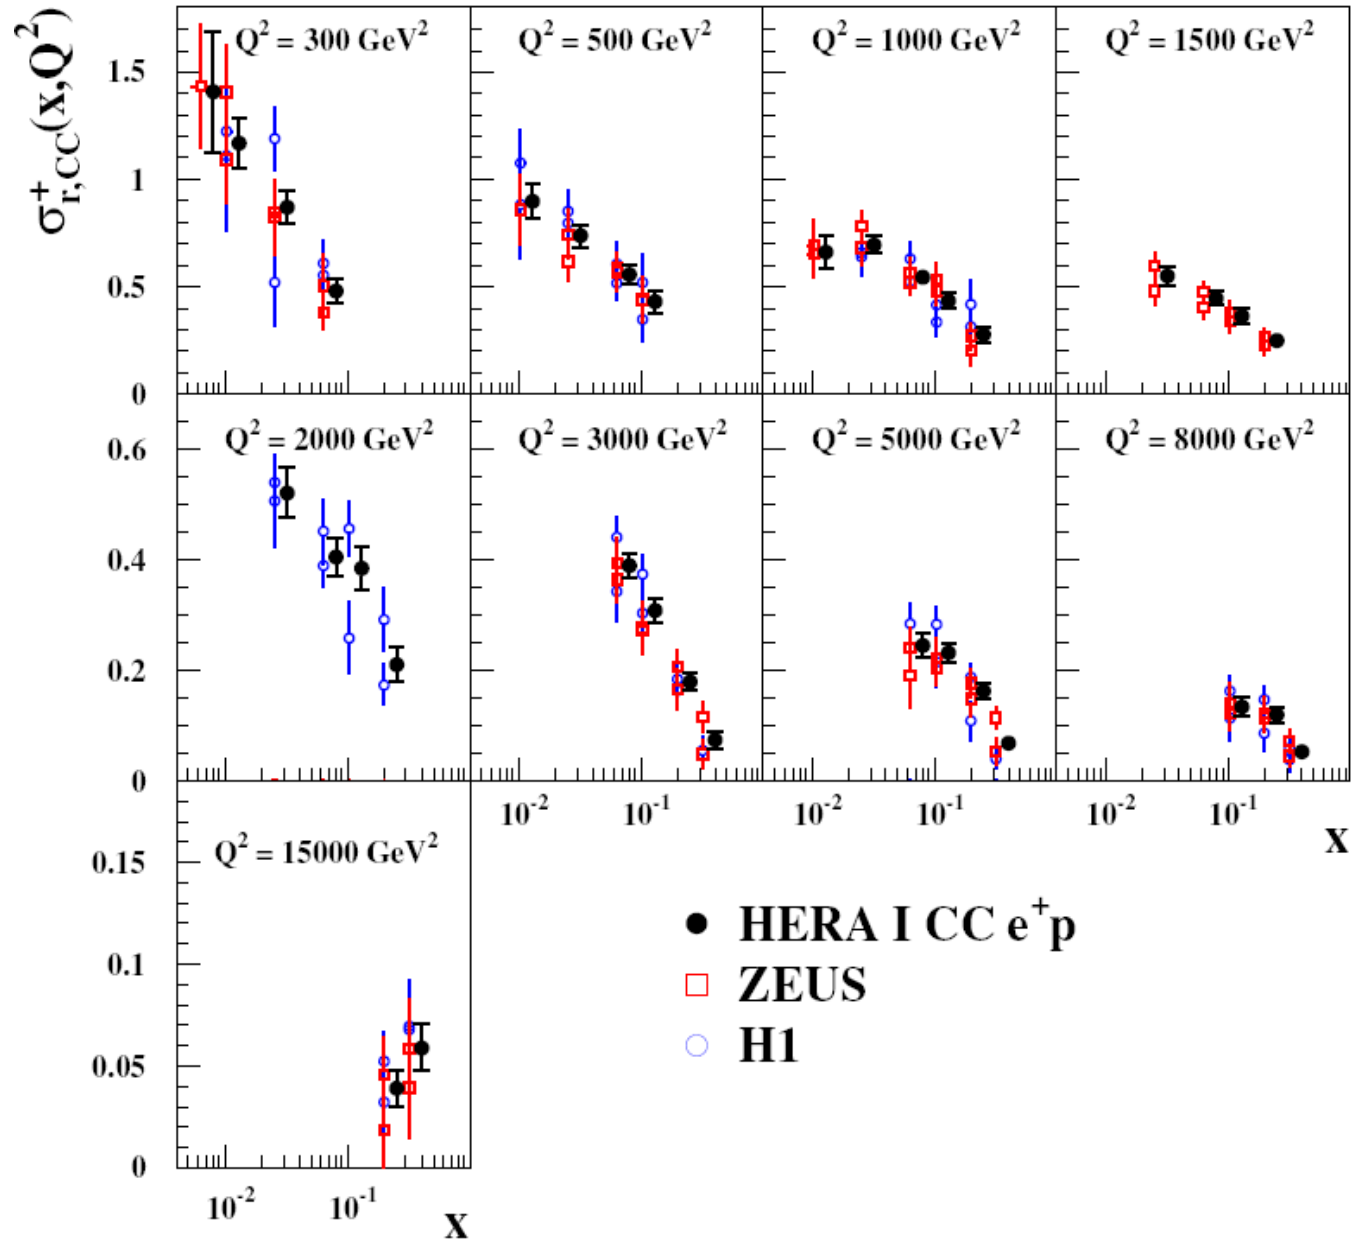 σ⁺r,CC(x,Q²)
Q² = 300 GeV²
Q² = 500 GeV²
Q² = 1000 GeV²
Q² = 1500 GeV²
1.5
1
0.5
0
Q² = 2000 GeV²
Q² = 3000 GeV²
Q² = 5000 GeV²
Q² = 8000 GeV²
0.6
0.4
0.2
0
10⁻² 10⁻¹ 10⁻² 10⁻¹ 10⁻² 10⁻¹
x
Q² = 15000 GeV²
0.15
0.1
0.05
0
10⁻² 10⁻¹
x
HERA I CC e⁺p
ZEUS
H1